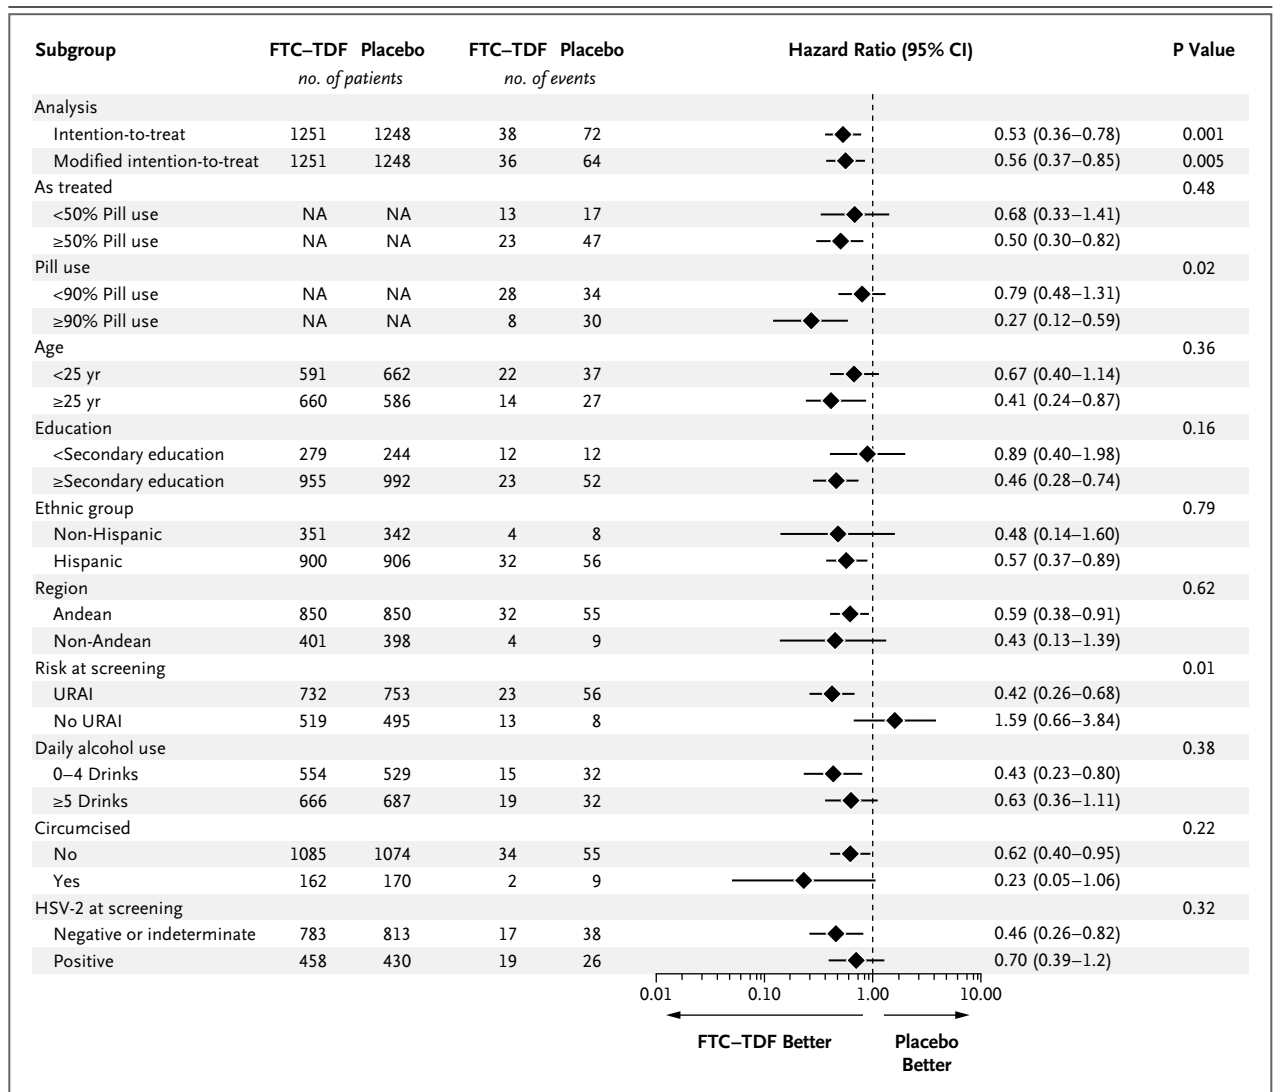 Subgroup FTC–TDF Placebo FTC–TDF Placebo Hazard Ratio (95% CI) P Value
no. of patients no. of events
Analysis
Intention-to-treat 1251 1248 38 72 0.53 (0.36–0.78) 0.001
Modified intention-to-treat 1251 1248 36 64 0.56 (0.37–0.85) 0.005
As treated 0.48
<50% Pill use NA NA 13 17 0.68 (0.33–1.41)
≥50% Pill use NA NA 23 47 0.50 (0.30–0.82)
Pill use 0.02
<90% Pill use NA NA 28 34 0.79 (0.48–1.31)
≥90% Pill use NA NA 8 30 0.27 (0.12–0.59)
Age 0.36
<25 yr 591 662 22 37 0.67 (0.40–1.14)
≥25 yr 660 586 14 27 0.41 (0.24–0.87)
Education 0.16
<Secondary education 279 244 12 12 0.89 (0.40–1.98)
≥Secondary education 955 992 23 52 0.46 (0.28–0.74)
Ethnic group 0.79
Non-Hispanic 351 342 4 8 0.48 (0.14–1.60)
Hispanic 900 906 32 56 0.57 (0.37–0.89)
Region 0.62
Andean 850 850 32 55 0.59 (0.38–0.91)
Non-Andean 401 398 4 9 0.43 (0.13–1.39)
Risk at screening 0.01
URAI 732 753 23 56 0.42 (0.26–0.68)
No URAI 519 495 13 8 1.59 (0.66–3.84)
Daily alcohol use 0.38
0–4 Drinks 554 529 15 32 0.43 (0.23–0.80)
≥5 Drinks 666 687 19 32 0.63 (0.36–1.11)
Circumcised 0.22
No 1085 1074 34 55 0.62 (0.40–0.95)
Yes 162 170 2 9 0.23 (0.05–1.06)
HSV-2 at screening 0.32
Negative or indeterminate 783 813 17 38 0.46 (0.26–0.82)
Positive 458 430 19 26 0.70 (0.39–1.2)
0.01 0.10 1.00 10.00
FTC–TDF Better Placebo
Better